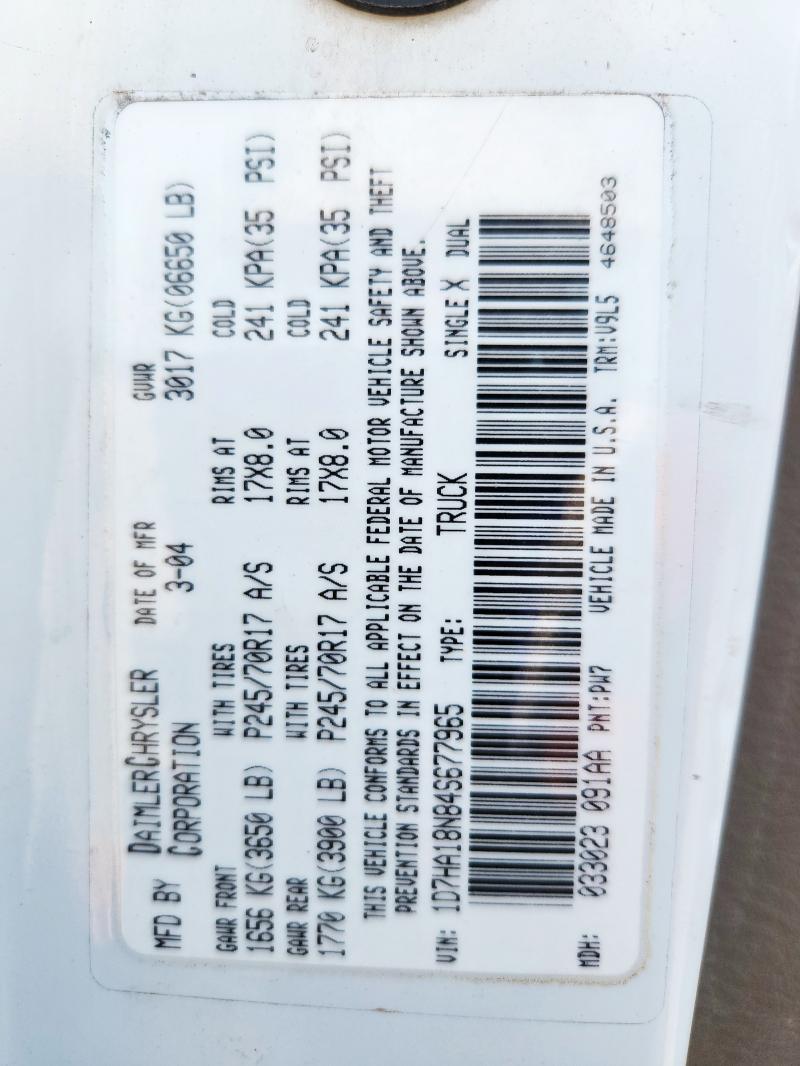 MFD BY DAIMLERCHRYSLER DATE OF MFR GVWR
CORPORATION 3-04 3017 KG(06650 LB)
GAWR FRONT WITH TIRES RIMS AT COLD
1656 KG(3650 LB) P245/70R17 A/S 17X8.0 241 KPA(35 PSI)
GAWR REAR WITH TIRES RIMS AT COLD
1770 KG(3900 LB) P245/70R17 A/S 17X8.0 241 KPA(35 PSI)
THIS VEHICLE CONFORMS TO ALL APPLICABLE FEDERAL MOTOR VEHICLE SAFETY AND THEFT
PREVENTION STANDARDS IN EFFECT ON THE DATE OF MANUFACTURE SHOWN ABOVE.
VIN: 1D7HA18N84S677965 TYPE: TRUCK SINGLE X DUAL
MDH: 033023 091AA PNT:PW7 VEHICLE MADE IN U.S.A. TRM:V9L5 4648503